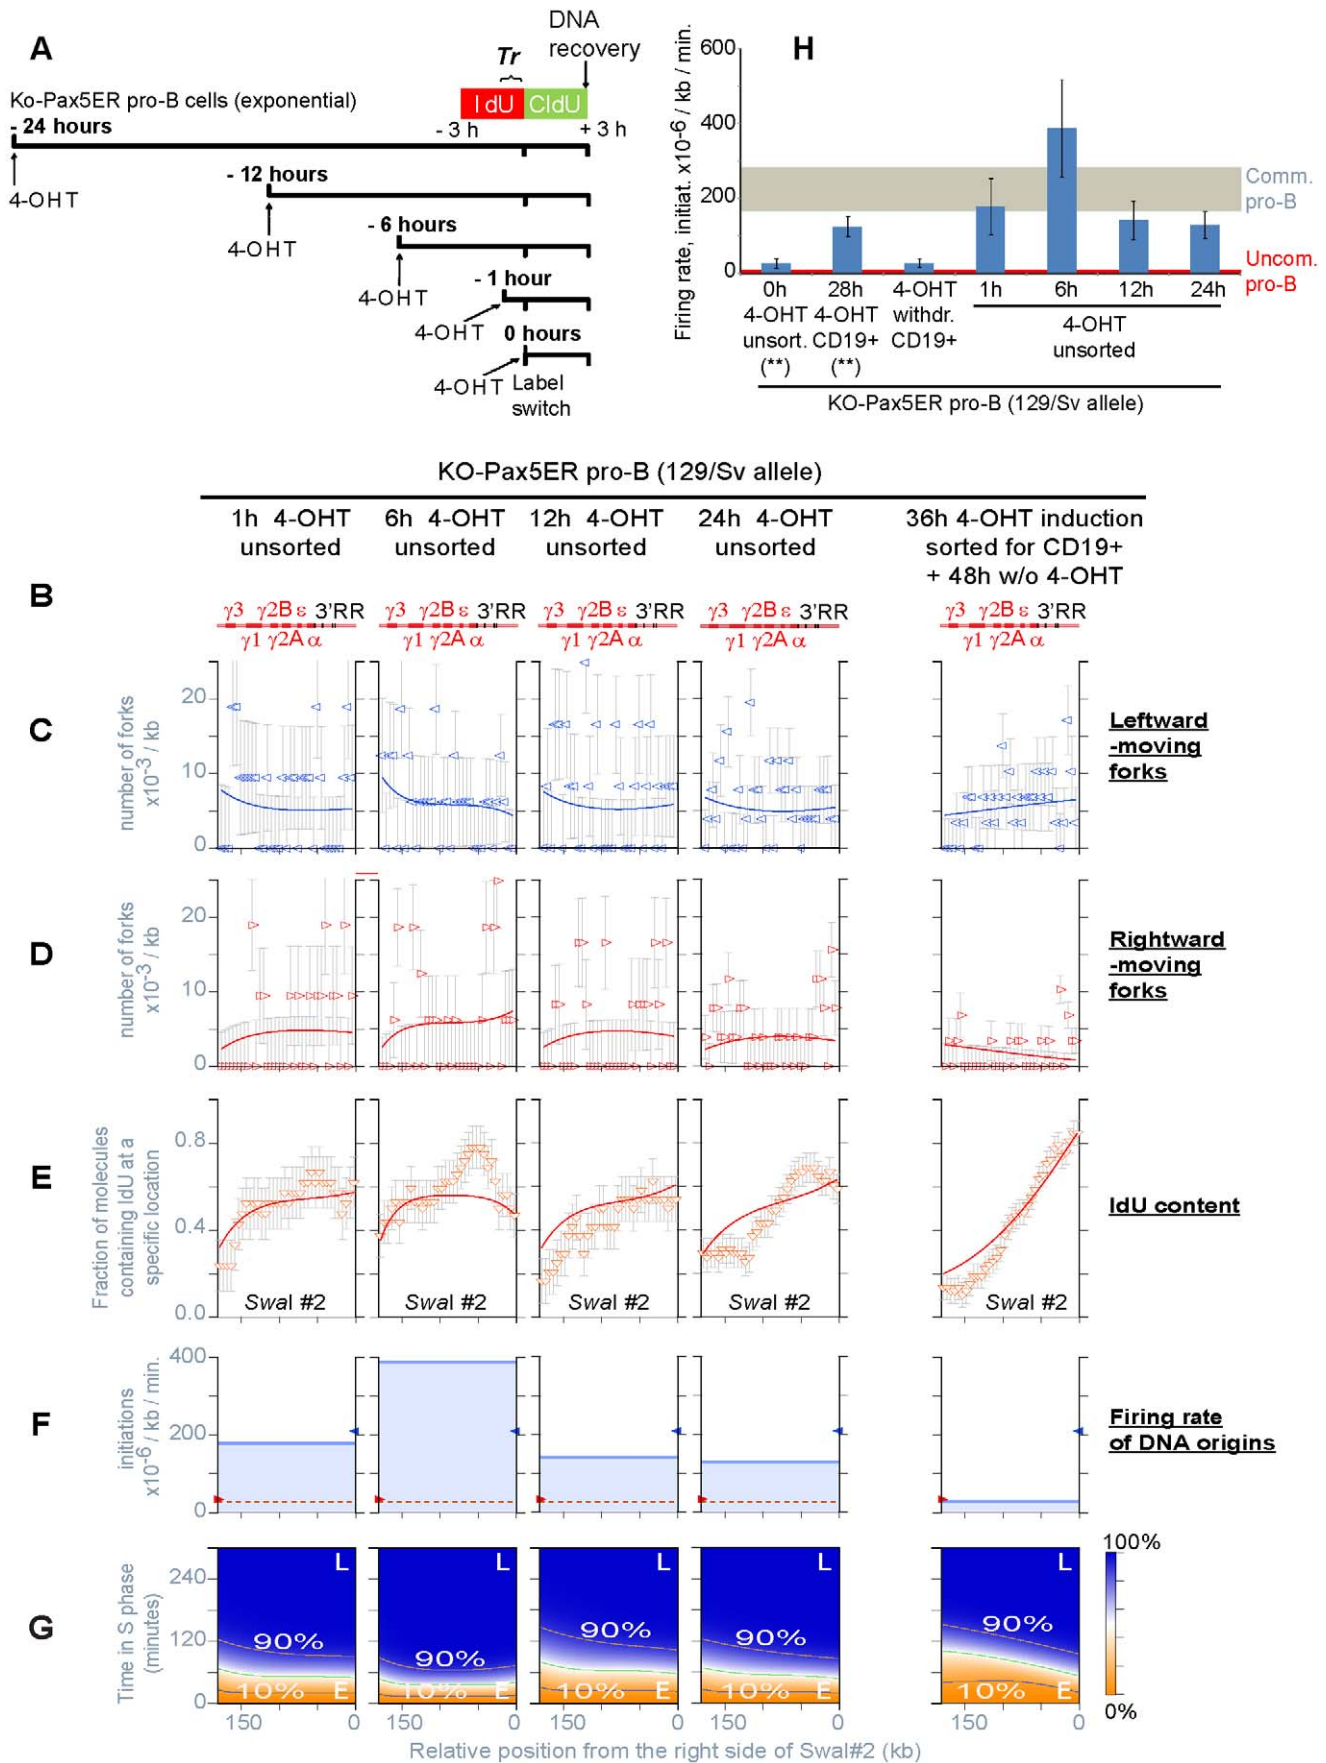 A
DNA
recovery
Tr
Ko-Pax5ER pro-B cells (exponential)
IdU CldU
- 24 hours
- 3 h + 3 h
4-OHT
- 12 hours
4-OHT
- 6 hours
4-OHT
- 1 hour
4-OHT
0 hours
4-OHT
Label
switch
H
Firing rate, initiat. x10-6 / kb / min.
600
400
200
0
Comm.
pro-B
Uncom.
pro-B
0h 28h 4-OHT 1h 6h 12h 24h
4-OHT 4-OHT withdr. 4-OHT
unsort. CD19+ CD19+ unsorted
(**) (**)
KO-Pax5ER pro-B (129/Sv allele)
KO-Pax5ER pro-B (129/Sv allele)
1h 4-OHT 6h 4-OHT 12h 4-OHT 24h 4-OHT 36h 4-OHT induction
unsorted unsorted unsorted unsorted sorted for CD19+
+ 48h w/o 4-OHT
B
γ3 γ2B ε 3'RR γ3 γ2B ε 3'RR γ3 γ2B ε 3'RR γ3 γ2B ε 3'RR γ3 γ2B ε 3'RR
γ1 γ2A α γ1 γ2A α γ1 γ2A α γ1 γ2A α γ1 γ2A α
C
number of forks
x10-3 / kb
20
10
0
Leftward
-moving
forks
D
number of forks
x10-3 / kb
20
10
0
Rightward
-moving
forks
E
Fraction of molecules
containing IdU at a
specific location
0.8
0.4
0.0
SwaI #2 SwaI #2 SwaI #2 SwaI #2 SwaI #2
IdU content
F
initiations
x10-6 / kb / min.
400
200
0
Firing rate
of DNA origins
G
Time in S phase
(minutes)
240
120
0
L L L L L
90% 90% 90% 90% 90%
10% E 10% E 10% E 10% E 10% E
100%
0%
150 0 150 0 150 0 150 0 150 0
Relative position from the right side of SwaI#2 (kb)